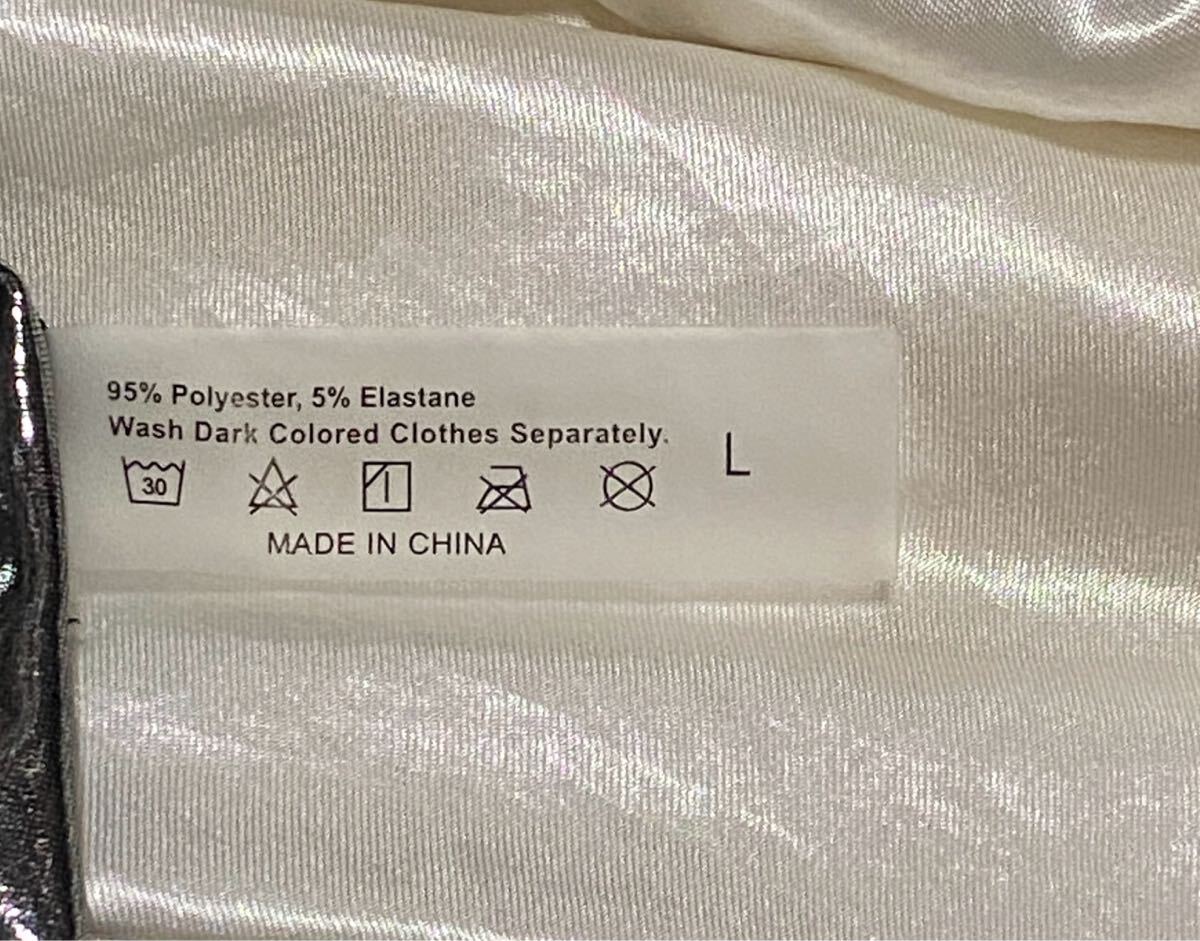 95% Polyester, 5% Elastane
Wash Dark Colored Clothes Separately.
L
30
MADE IN CHINA